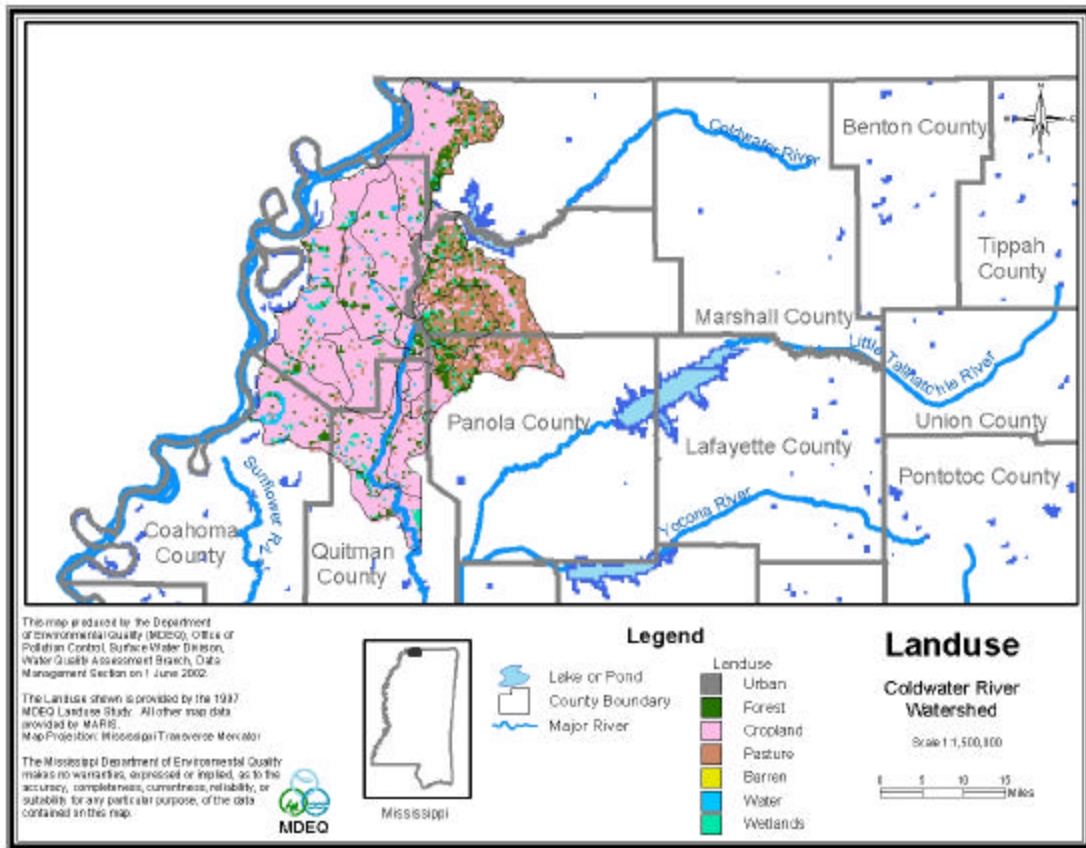 Coldwater River
Benton County
Tippah
County
Marshall County
Little Tallahatchie River
Union County
Panola County
Lafayette County
Pontotoc County
Yocona River
Sunflower R.
Coahoma
County
Quitman
County
This map produced by the Department
of Environmental Quality (MDEQ), Office of
Pollution Control, Surface Water Division,
Water Quality Assessment Branch, Data
Management Section on 1 June 2002.
The Landuse shown is provided by the 1997
MDEQ Landuse Study. All other map data
provided by MARIS.
Map Projection: Mississippi Transverse Mercator
The Mississippi Department of Environmental Quality
makes no warranties, expressed or implied, as to the
accuracy, completeness, currentness, reliability, or
suitability for any particular purpose, of the data
contained on this map.
MDEQ
Mississippi
Legend
Lake or Pond
County Boundary
Major River
Landuse
Urban
Forest
Cropland
Pasture
Barren
Water
Wetlands
Landuse
Coldwater River
Watershed
Scale 1:1,500,000
0 5 10 15
Miles